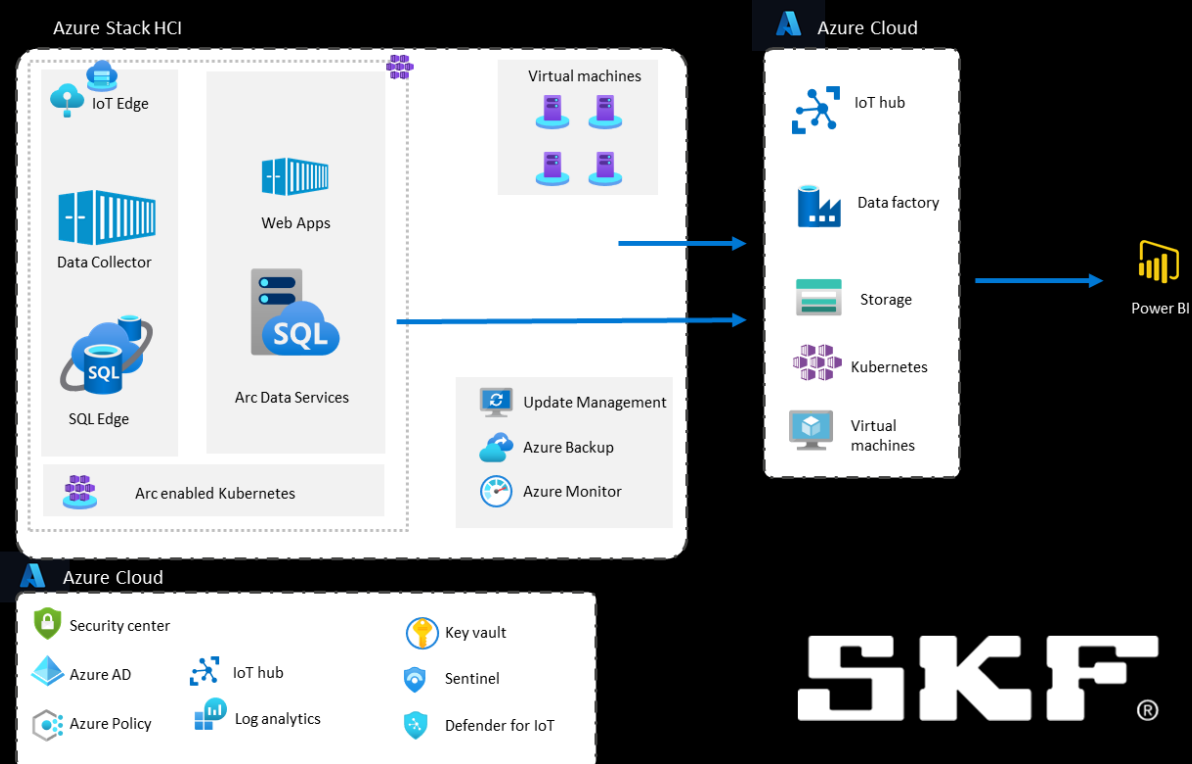 Azure Stack HCI
IoT Edge
Data Collector
SQL
SQL Edge
Web Apps
SQL
Arc Data Services
Arc enabled Kubernetes
Virtual machines
Update Management
Azure Backup
Azure Monitor
Azure Cloud
IoT hub
Data factory
Storage
Kubernetes
Virtual
machines
Power BI
Azure Cloud
Security center
Azure AD
Azure Policy
IoT hub
Log analytics
Key vault
Sentinel
Defender for IoT
SKF
®